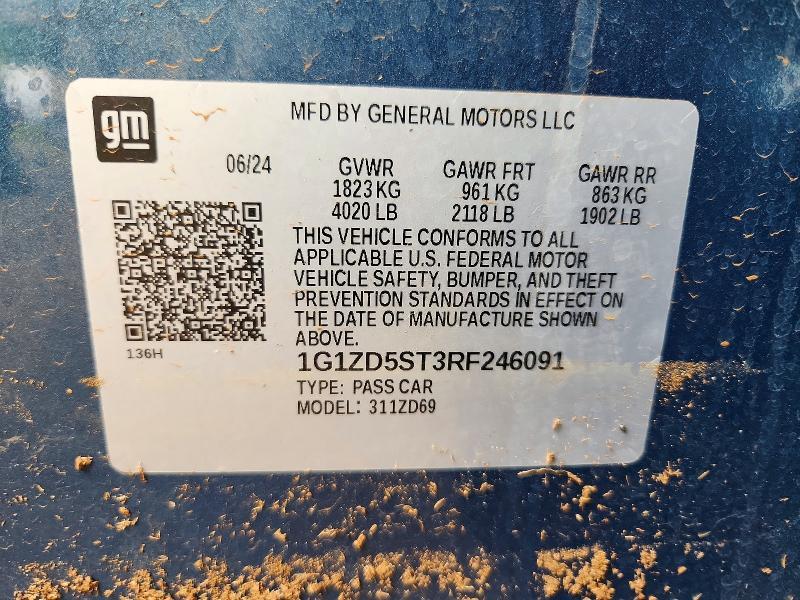 gm
MFD BY GENERAL MOTORS LLC
06/24
GVWR GAWR FRT GAWR RR
1823 KG 961 KG 863 KG
4020 LB 2118 LB 1902 LB
THIS VEHICLE CONFORMS TO ALL
APPLICABLE U.S. FEDERAL MOTOR
VEHICLE SAFETY, BUMPER, AND THEFT
PREVENTION STANDARDS IN EFFECT ON
THE DATE OF MANUFACTURE SHOWN
ABOVE.
136H
1G1ZD5ST3RF246091
TYPE: PASS CAR
MODEL: 311ZD69